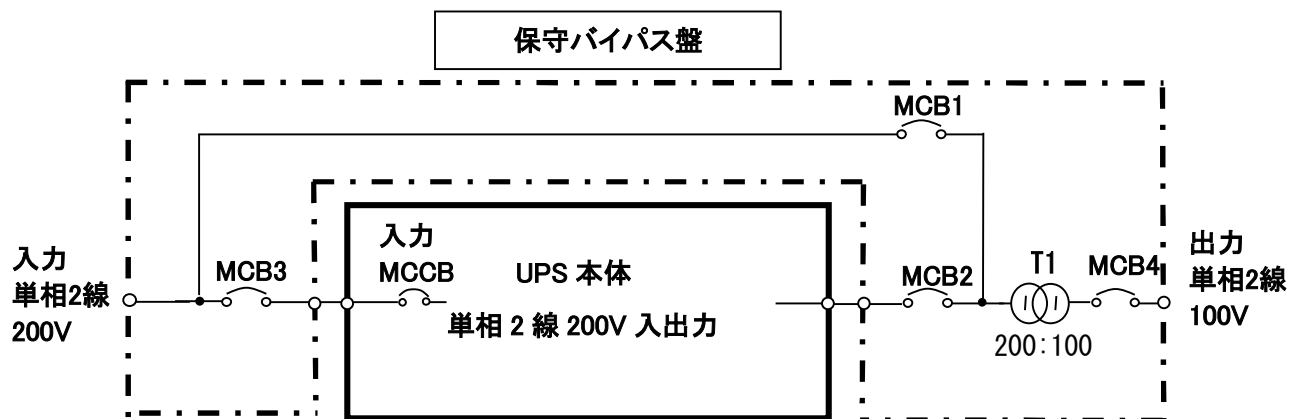 保守バイパス盤
MCB1
入力
単相2線
200V
MCB3
入力
MCCB
UPS 本体
単相 2 線 200V 入出力
MCB2
T1
200:100
MCB4
出力
単相2線
100V